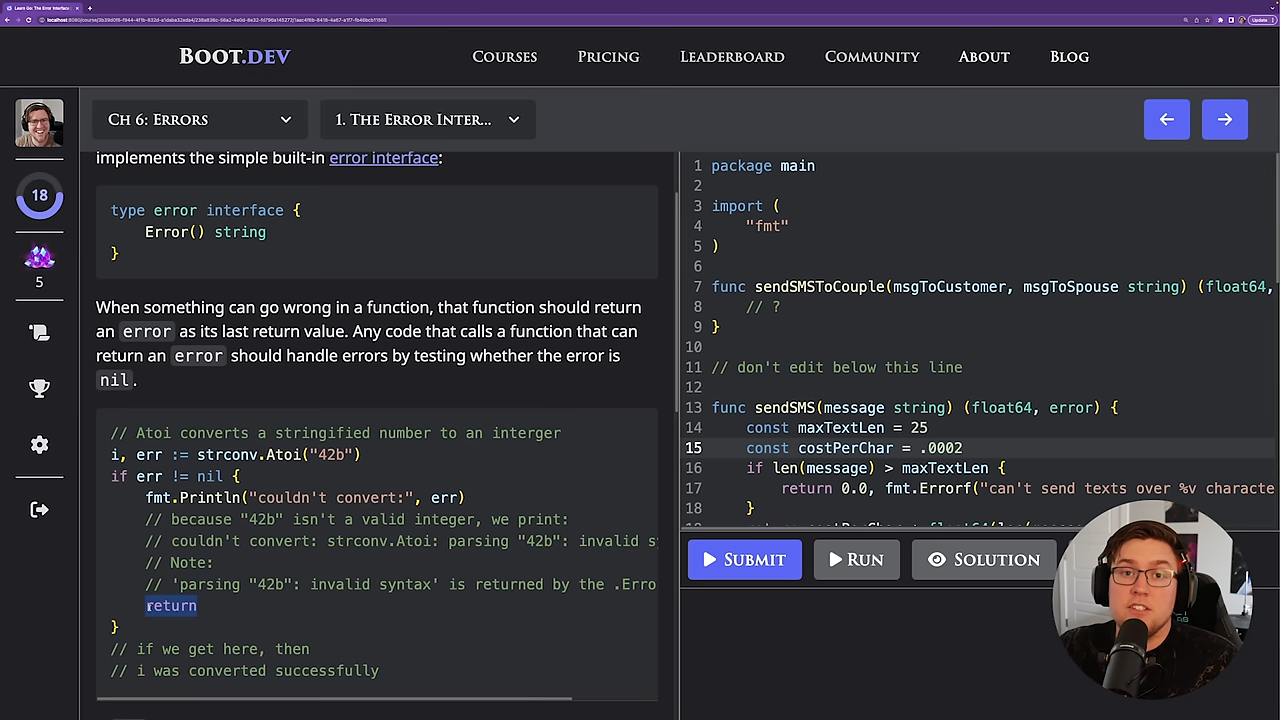 Learn Go: The Error Interface
Update
localhost:8080/course/
BOOT.DEV
COURSES
PRICING
LEADERBOARD
COMMUNITY
ABOUT
BLOG
CH 6: ERRORS
1. THE ERROR INTER...
18
5
implements the simple built-in error interface:
type error interface {
Error() string
}
When something can go wrong in a function, that function should return
an error as its last return value. Any code that calls a function that can
return an error should handle errors by testing whether the error is
nil.
// Atoi converts a stringified number to an interger
i, err := strconv.Atoi("42b")
if err != nil {
fmt.Println("couldn't convert:", err)
// because "42b" isn't a valid integer, we print:
// couldn't convert: strconv.Atoi: parsing "42b": invalid s
// Note:
// 'parsing "42b": invalid syntax' is returned by the .Erro
return
}
// if we get here, then
// i was converted successfully
1 package main
2
3 import (
4 "fmt"
5 )
6
7 func sendSMSToCouple(msgToCustomer, msgToSpouse string) (float64,
8 // ?
9 }
10
11 // don't edit below this line
12
13 func sendSMS(message string) (float64, error) {
14 const maxTextLen = 25
15 const costPerChar = .0002
16 if len(message) > maxTextLen {
17 return 0.0, fmt.Errorf("can't send texts over %v characte
18 }
SUBMIT
RUN
SOLUTION